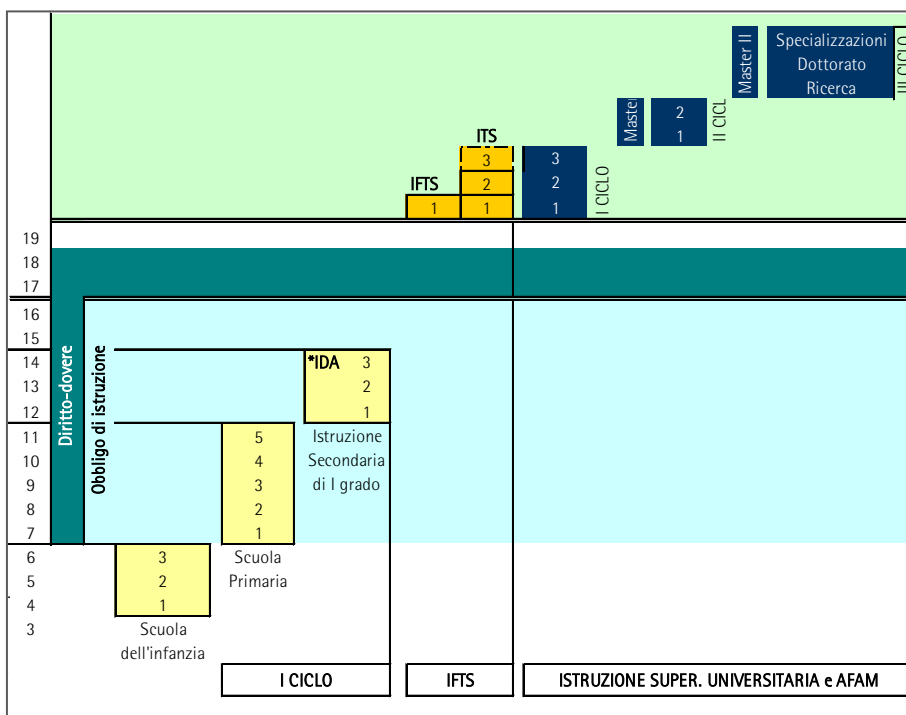 Master II
Specializzazioni
Dottorato
Ricerca
III CICLO
Master
2
1
II CICL
ITS
3
2
1
IFTS
1
3
2
1
I CICLO
19
18
17
16
15
14
13
12
11
10
9
8
7
6
5
4
3
Diritto-dovere
Obbligo di istruzione
*IDA 3
2
1
Istruzione
Secondaria
di I grado
5
4
3
2
1
Scuola
Primaria
3
2
1
Scuola
dell'infanzia
I CICLO
IFTS
ISTRUZIONE SUPER. UNIVERSITARIA e AFAM